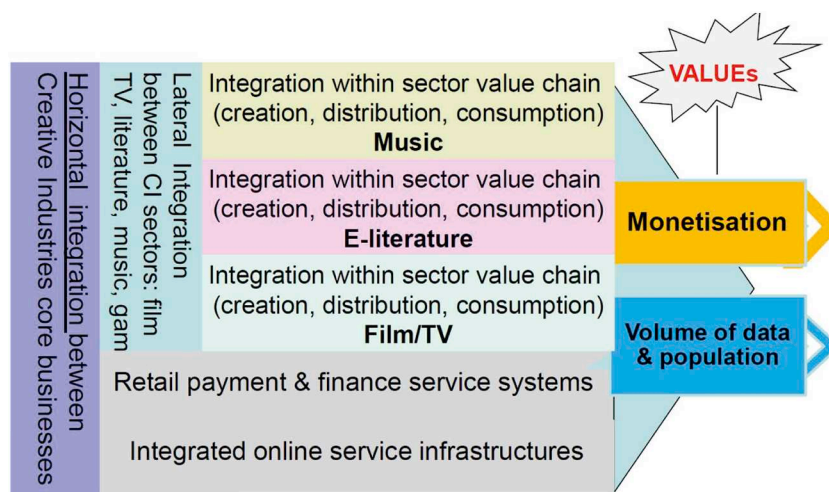 Horizontal integration between
Creative Industries core businesses
Lateral Integration
between CI sectors: film
TV, literature, music, gam
Integration within sector value chain
(creation, distribution, consumption)
Music
Integration within sector value chain
(creation, distribution, consumption)
E-literature
Integration within sector value chain
(creation, distribution, consumption)
Film/TV
Retail payment & finance service systems
Integrated online service infrastructures
VALUEs
Monetisation
Volume of data
& population